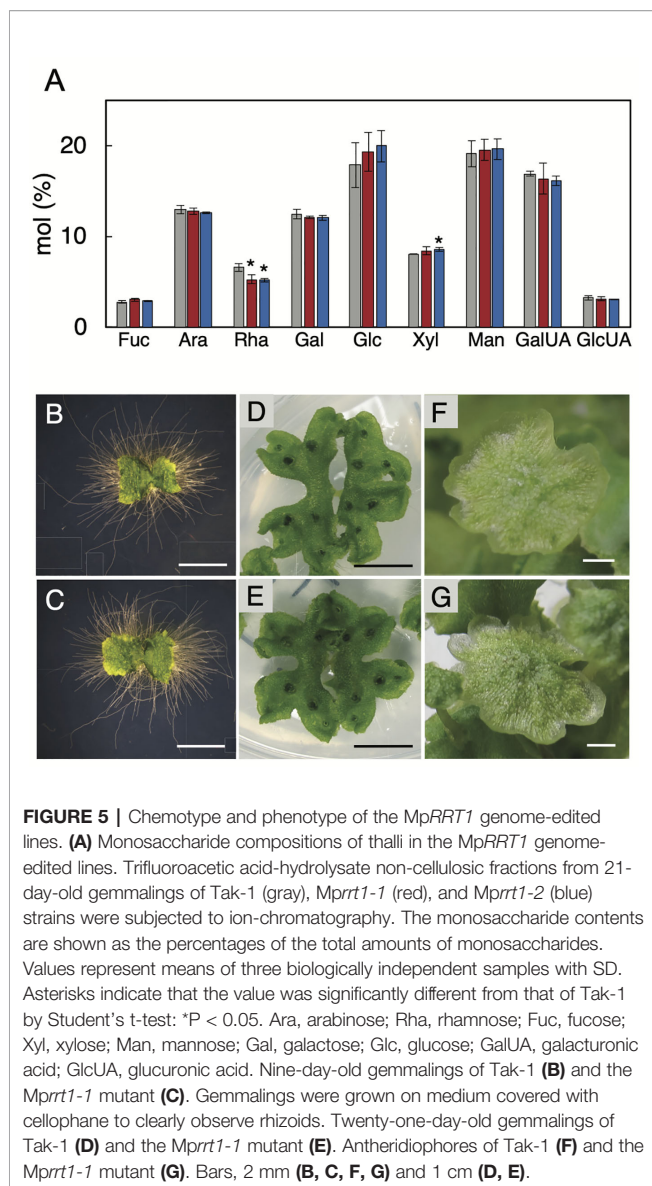 A
mol (%)
20
10
0
* * *
Fuc Ara Rha Gal Glc Xyl Man GalUA GlcUA
B D F
C E G
FIGURE 5 | Chemotype and phenotype of the MpRRT1 genome-edited
lines. (A) Monosaccharide compositions of thalli in the MpRRT1 genome-
edited lines. Trifluoroacetic acid-hydrolysate non-cellulosic fractions from 21-
day-old gemmalings of Tak-1 (gray), Mprrt1-1 (red), and Mprrt1-2 (blue)
strains were subjected to ion-chromatography. The monosaccharide contents
are shown as the percentages of the total amounts of monosaccharides.
Values represent means of three biologically independent samples with SD.
Asterisks indicate that the value was significantly different from that of Tak-1
by Student's t-test: *P < 0.05. Ara, arabinose; Rha, rhamnose; Fuc, fucose;
Xyl, xylose; Man, mannose; Gal, galactose; Glc, glucose; GalUA, galacturonic
acid; GlcUA, glucuronic acid. Nine-day-old gemmalings of Tak-1 (B) and the
Mprrt1-1 mutant (C). Gemmalings were grown on medium covered with
cellophane to clearly observe rhizoids. Twenty-one-day-old gemmalings of
Tak-1 (D) and the Mprrt1-1 mutant (E). Antheridiophores of Tak-1 (F) and the
Mprrt1-1 mutant (G). Bars, 2 mm (B, C, F, G) and 1 cm (D, E).